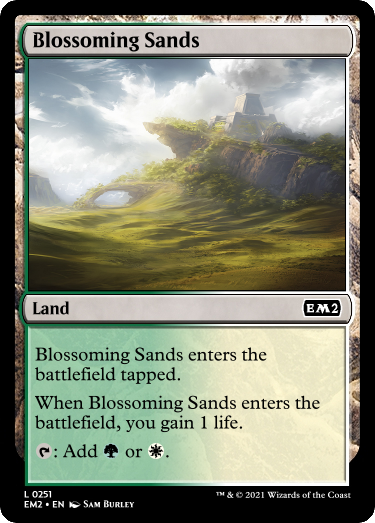 Blossoming Sands
Land
EM2
Blossoming Sands enters the
battlefield tapped.
When Blossoming Sands enters the
battlefield, you gain 1 life.
: Add or .
L 0251
EM2 • EN Sam Burley
™ & © 2021 Wizards of the Coast